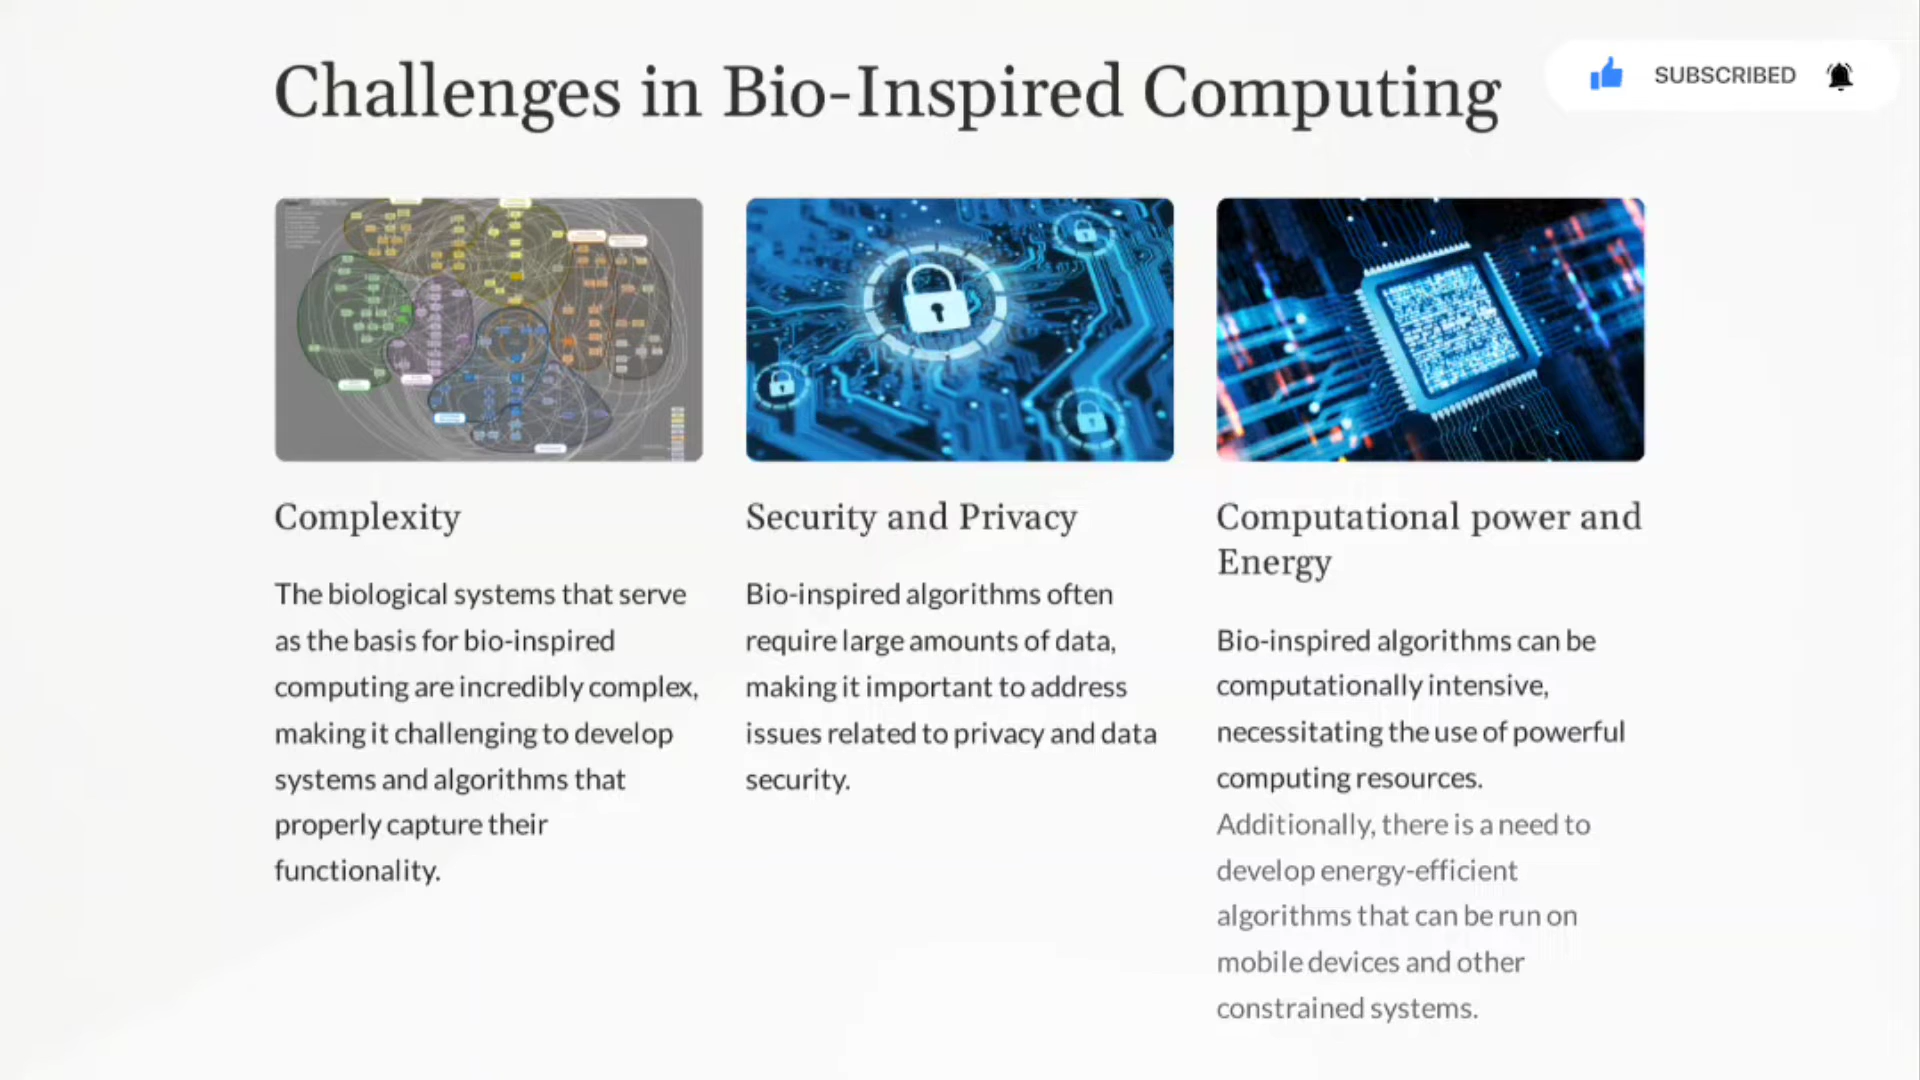 Challenges in Bio-Inspired Computing
SUBSCRIBED
Complexity
The biological systems that serve
as the basis for bio-inspired
computing are incredibly complex,
making it challenging to develop
systems and algorithms that
properly capture their
functionality.
Security and Privacy
Bio-inspired algorithms often
require large amounts of data,
making it important to address
issues related to privacy and data
security.
Computational power and
Energy
Bio-inspired algorithms can be
computationally intensive,
necessitating the use of powerful
computing resources.
Additionally, there is a need to
develop energy-efficient
algorithms that can be run on
mobile devices and other
constrained systems.